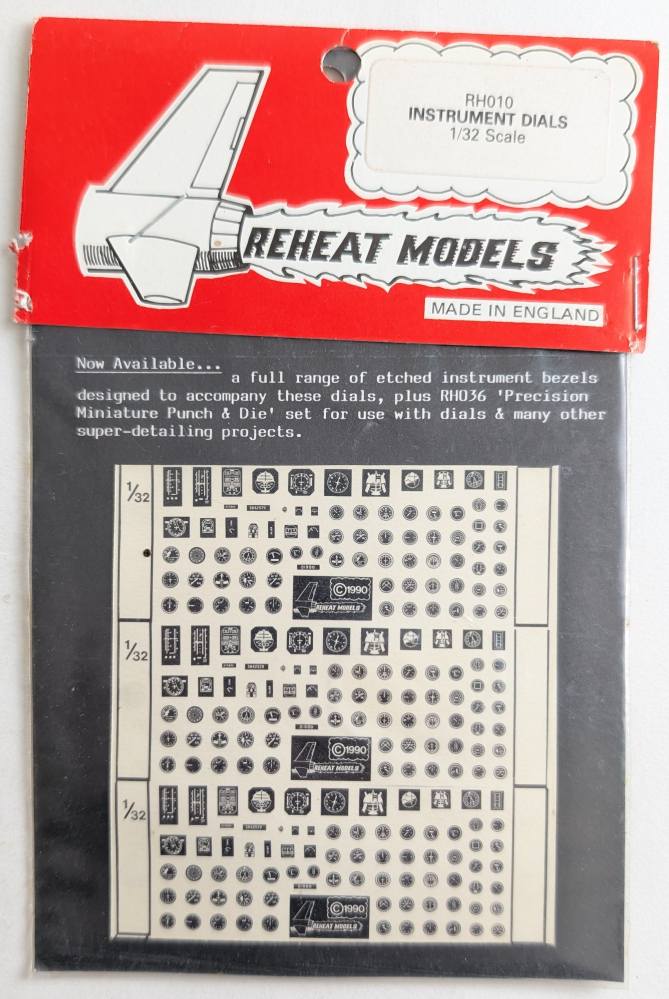 RH010
INSTRUMENT DIALS
1/32 Scale
REHEAT MODELS
MADE IN ENGLAND
Now Available...
a full range of etched instrument bezels
designed to accompany these dials, plus RH036 'Precision
Miniature Punch & Die' set for use with dials & many other
super-detailing projects.
1/32
©1990
REHEAT MODELS
1/32
©1990
REHEAT MODELS
1/32
©1990
REHEAT MODELS